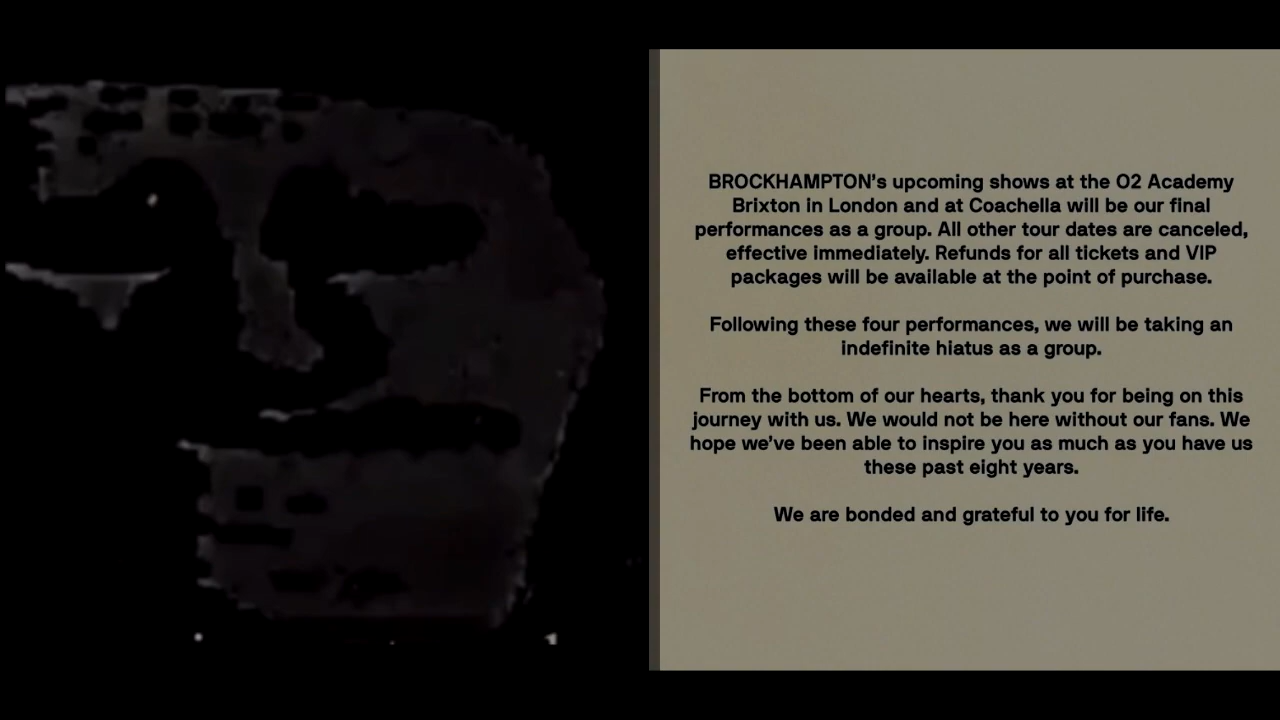 BROCKHAMPTON's upcoming shows at the O2 Academy
Brixton in London and at Coachella will be our final
performances as a group. All other tour dates are canceled,
effective immediately. Refunds for all tickets and VIP
packages will be available at the point of purchase.
Following these four performances, we will be taking an
indefinite hiatus as a group.
From the bottom of our hearts, thank you for being on this
journey with us. We would not be here without our fans. We
hope we've been able to inspire you as much as you have us
these past eight years.
We are bonded and grateful to you for life.